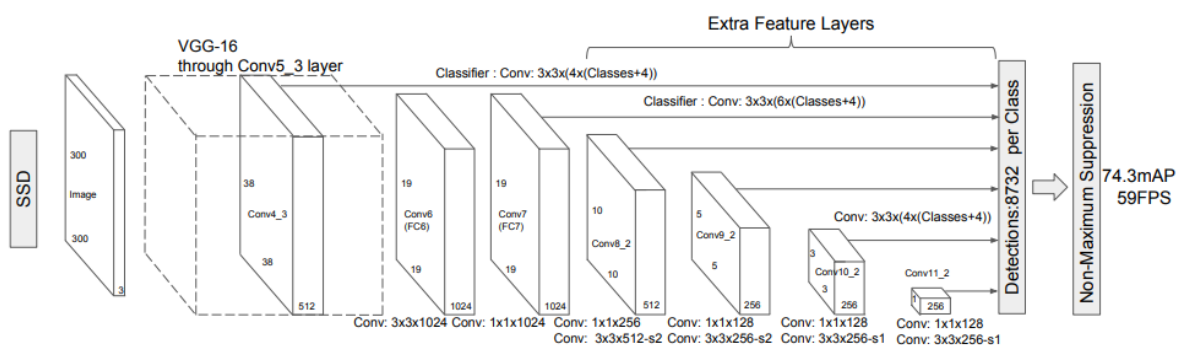 Extra Feature Layers
VGG-16
through Conv5_3 layer
Classifier : Conv: 3x3x(4x(Classes+4))
Classifier : Conv: 3x3x(6x(Classes+4))
SSD
300
Image
300
3
38
Conv4_3
38
512
19
Conv6
(FC6)
19
1024
19
Conv7
(FC7)
19
1024
10
Conv8_2
10
512
5
Conv9_2
5
256
Conv: 3x3x(4x(Classes+4))
3
Conv10_2
3
256
Conv11_2
1
256
Detections:8732 per Class
Non-Maximum Suppression
74.3mAP
59FPS
Conv: 3x3x1024
Conv: 1x1x1024
Conv: 1x1x256
Conv: 3x3x512-s2
Conv: 1x1x128
Conv: 3x3x256-s2
Conv: 1x1x128
Conv: 3x3x256-s1
Conv: 1x1x128
Conv: 3x3x256-s1